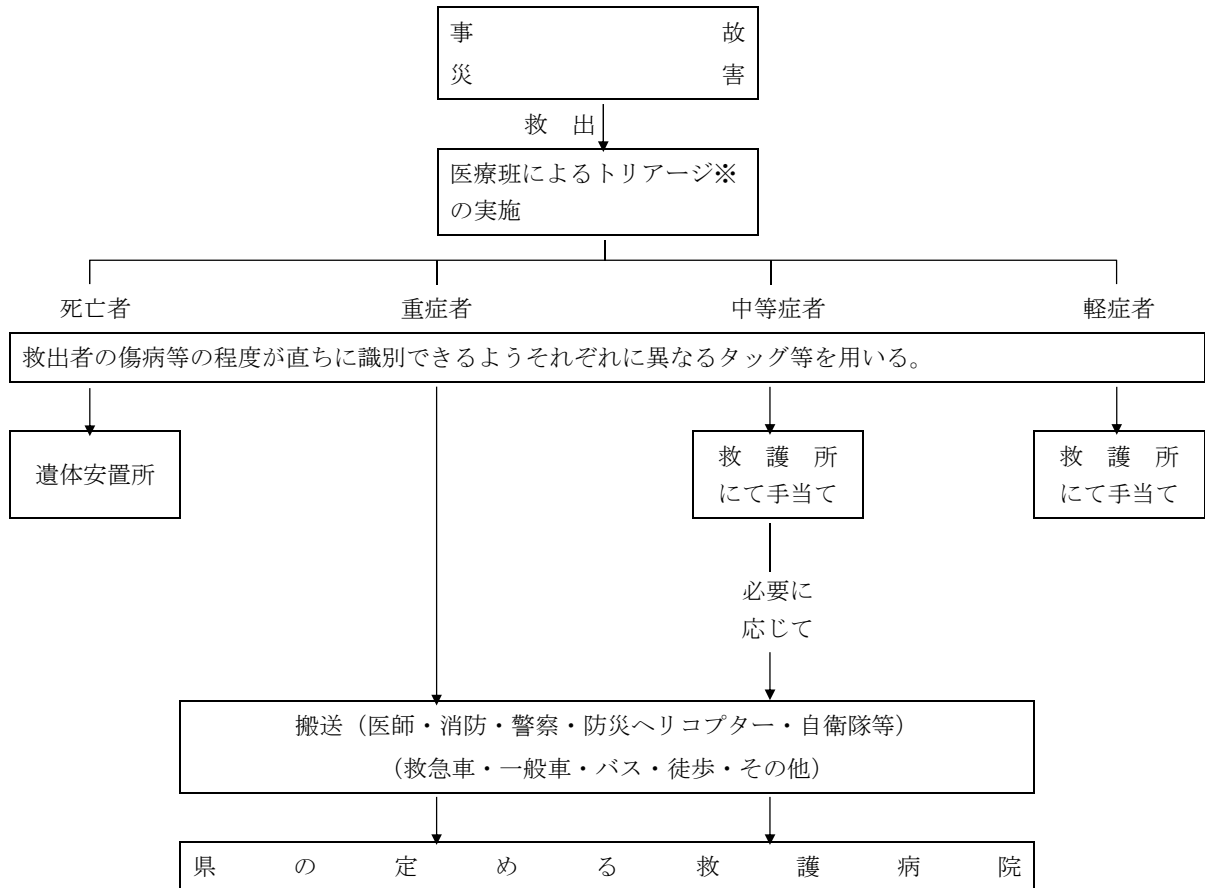 事故
災害
救出
医療班によるトリアージ※
の実施
死亡者
重症者
中等症者
軽症者
救出者の傷病等の程度が直ちに識別できるようそれぞれに異なるタッグ等を用いる。
遺体安置所
救護所
にて手当て
救護所
にて手当て
必要に
応じて
搬送（医師・消防・警察・防災ヘリコプター・自衛隊等）
（救急車・一般車・バス・徒歩・その他）
県の定める救護病院